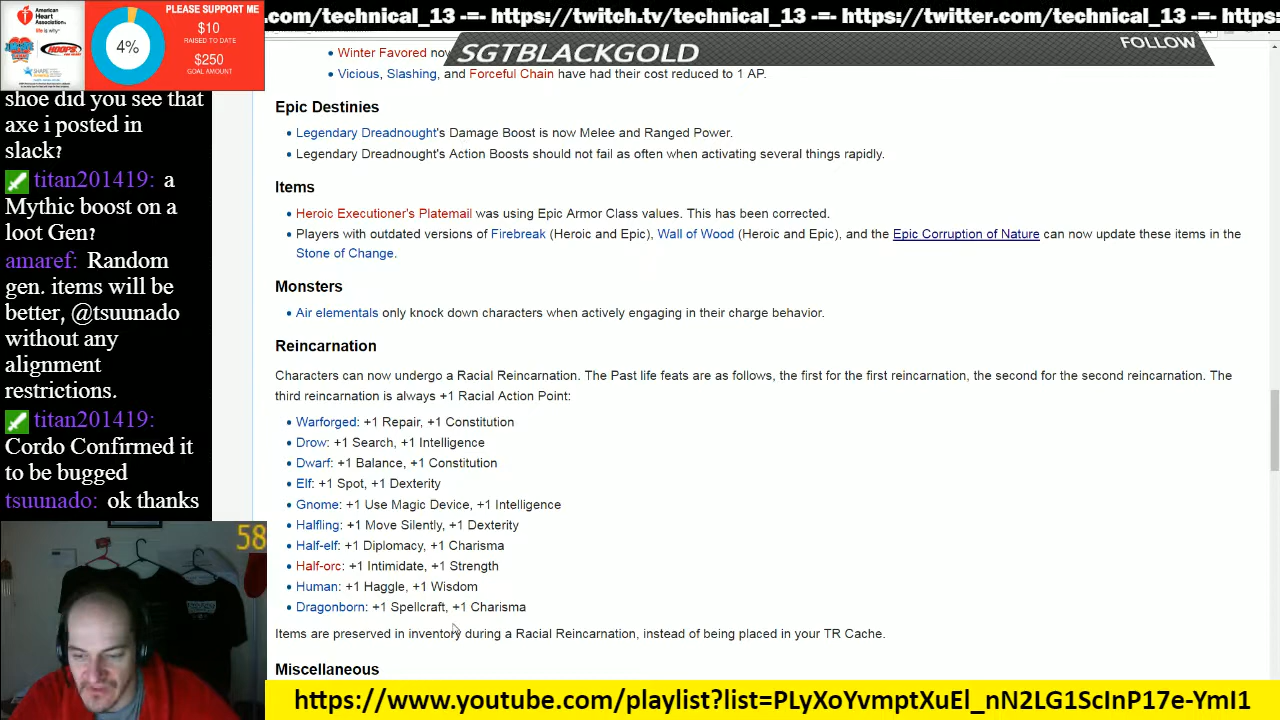 .com/technical_13 -=- https://twitch.tv/technical_13 -=- https://twitter.com/technical_13 -=- https:
American Heart Association®
life is why™
HOOPS
SHAPE
4%
PLEASE SUPPORT ME
$10
RAISED TO DATE
$250
GOAL AMOUNT
SGTBLACKGOLD
FOLLOW
shoe did you see that
axe i posted in
slack?
titan201419: a
Mythic boost on a
loot Gen?
amaref: Random
gen. items will be
better, @tsuunado
without any
alignment
restrictions.
titan201419:
Cordo Confirmed it
to be bugged
tsuunado: ok thanks
58
Winter Favored now
Vicious, Slashing, and Forceful Chain have had their cost reduced to 1 AP.
Epic Destinies
Legendary Dreadnought's Damage Boost is now Melee and Ranged Power.
Legendary Dreadnought's Action Boosts should not fail as often when activating several things rapidly.
Items
Heroic Executioner's Platemail was using Epic Armor Class values. This has been corrected.
Players with outdated versions of Firebreak (Heroic and Epic), Wall of Wood (Heroic and Epic), and the Epic Corruption of Nature can now update these items in the
Stone of Change.
Monsters
Air elementals only knock down characters when actively engaging in their charge behavior.
Reincarnation
Characters can now undergo a Racial Reincarnation. The Past life feats are as follows, the first for the first reincarnation, the second for the second reincarnation. The
third reincarnation is always +1 Racial Action Point:
Warforged: +1 Repair, +1 Constitution
Drow: +1 Search, +1 Intelligence
Dwarf: +1 Balance, +1 Constitution
Elf: +1 Spot, +1 Dexterity
Gnome: +1 Use Magic Device, +1 Intelligence
Halfling: +1 Move Silently, +1 Dexterity
Half-elf: +1 Diplomacy, +1 Charisma
Half-orc: +1 Intimidate, +1 Strength
Human: +1 Haggle, +1 Wisdom
Dragonborn: +1 Spellcraft, +1 Charisma
Items are preserved in inventory during a Racial Reincarnation, instead of being placed in your TR Cache.
Miscellaneous
https://www.youtube.com/playlist?list=PLyXoYvmptXuEl_nN2LG1ScInP17e-YmI1